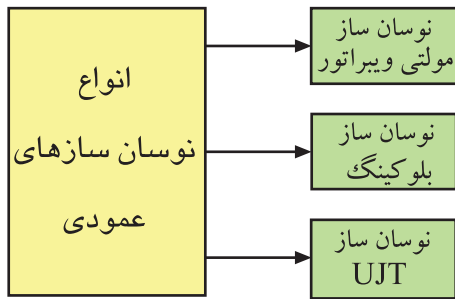 انواع
نوسان سازهای
عمودی
نوسان ساز
مولتی ویبراتور
نوسان ساز
بلوکینگ
نوسان ساز
UJT